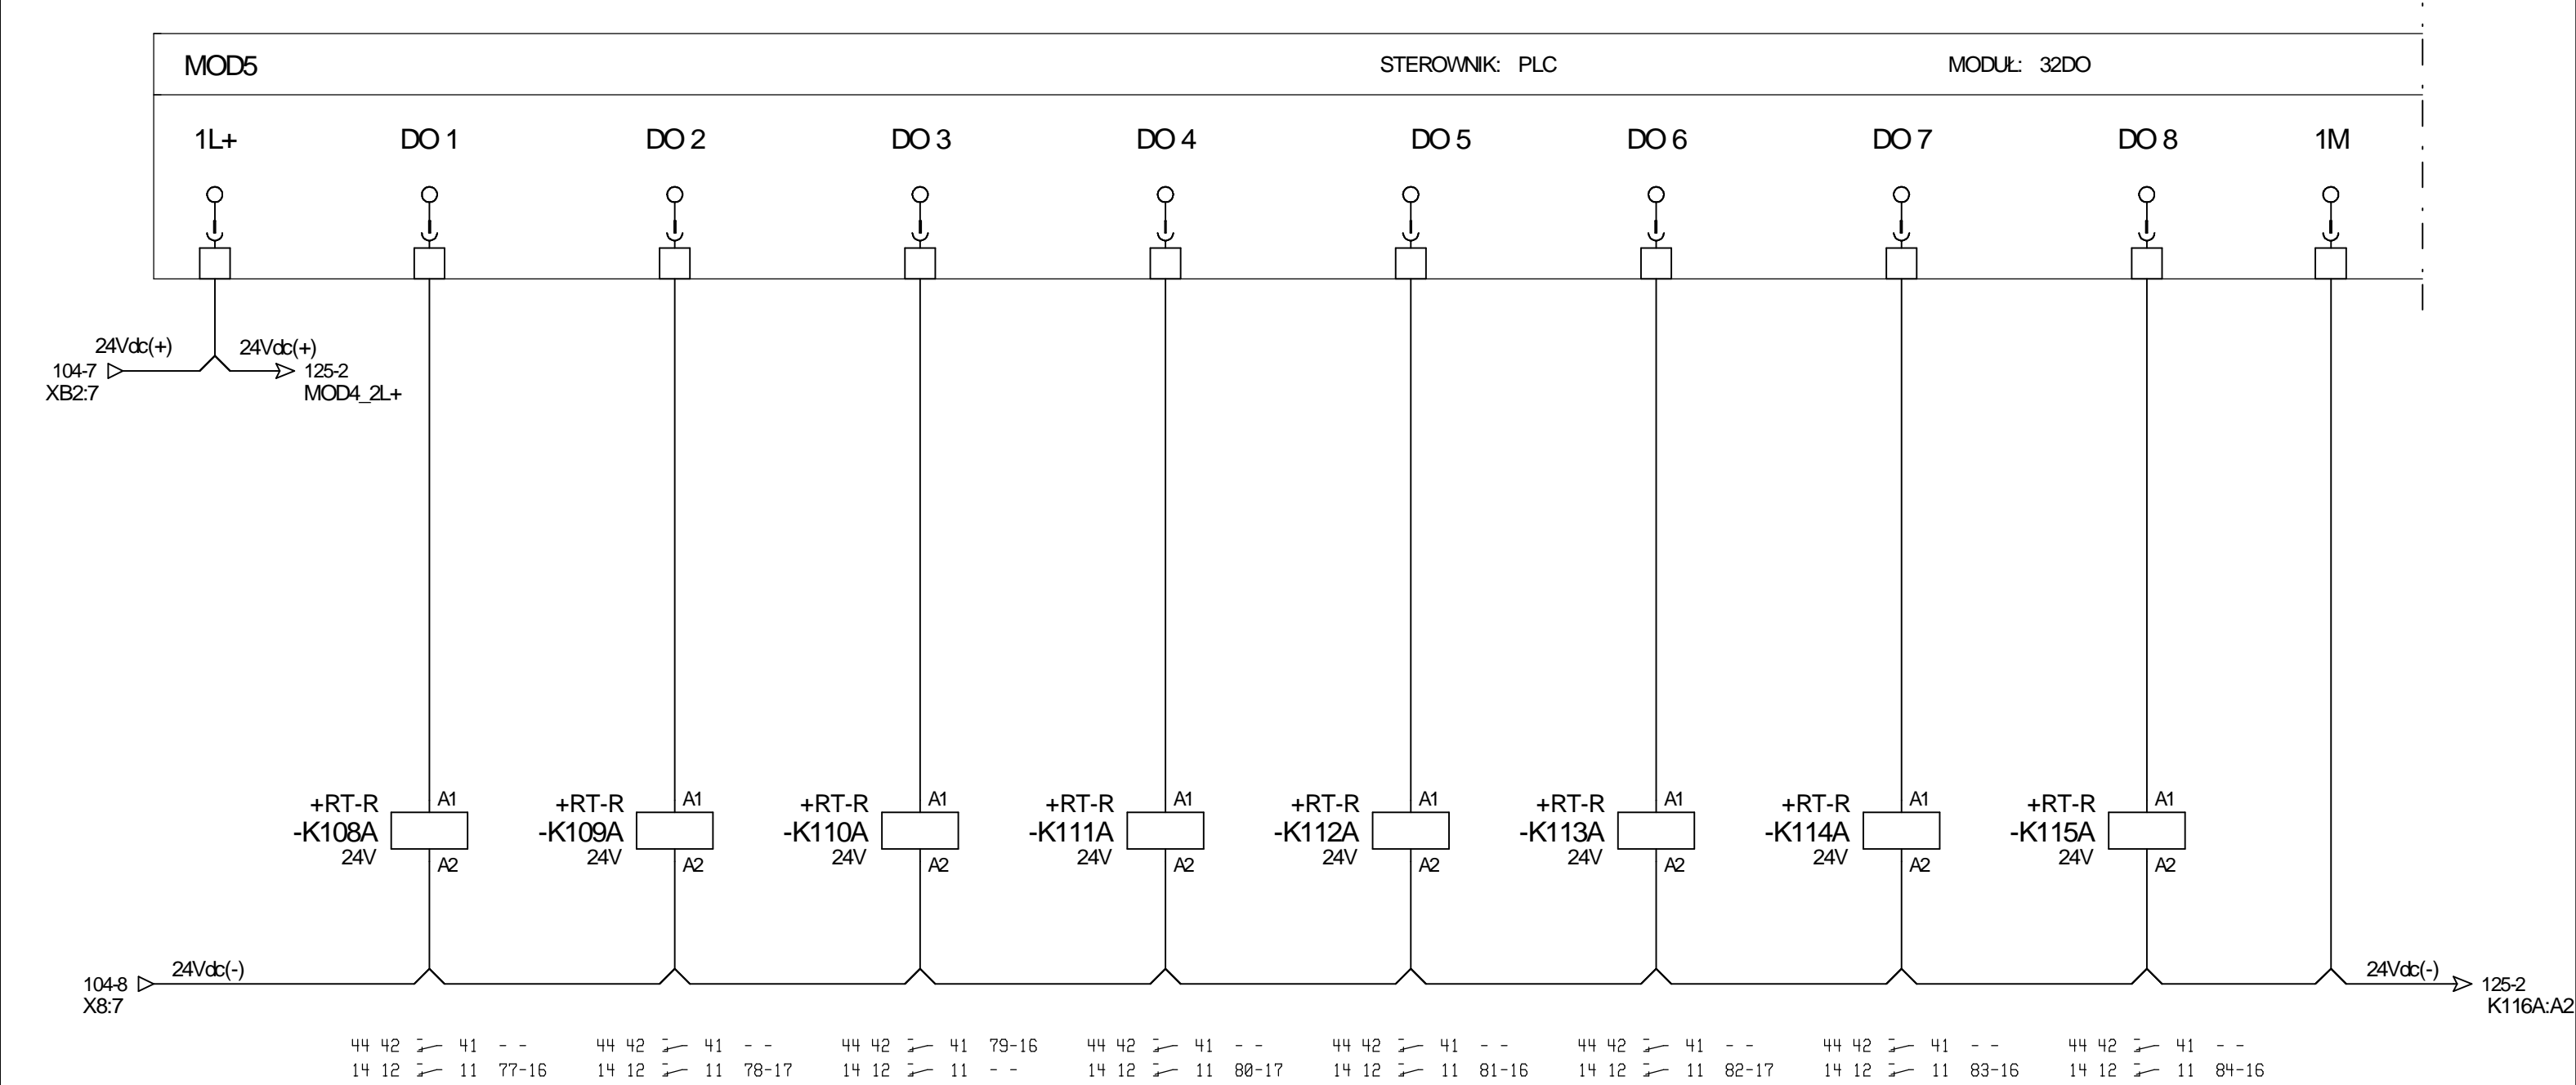 MOD5 STEROWNIK: PLC MODUŁ: 32DO
1L+ DO 1 DO 2 DO 3 DO 4 DO 5 DO 6 DO 7 DO 8 1M
24Vdc(+) 24Vdc(+)
104-7 125-2
XB2:7 MOD4_2L+
A1 A1 A1 A1 A1 A1 A1 A1
+RT-R +RT-R +RT-R +RT-R +RT-R +RT-R +RT-R +RT-R
-K108A -K109A -K110A -K111A -K112A -K113A -K114A -K115A
24V 24V 24V 24V 24V 24V 24V 24V
A2 A2 A2 A2 A2 A2 A2 A2
24Vdc(-) 24Vdc(-)
104-8 125-2
X8:7 K116A:A2
44 42 41 - - 44 42 41 - - 44 42 41 79-16 44 42 41 - - 44 42 41 - - 44 42 41 - - 44 42 41 - - 44 42 41 - -
14 12 11 77-16 14 12 11 78-17 14 12 11 - - 14 12 11 80-17 14 12 11 81-16 14 12 11 82-17 14 12 11 83-16 14 12 11 84-16